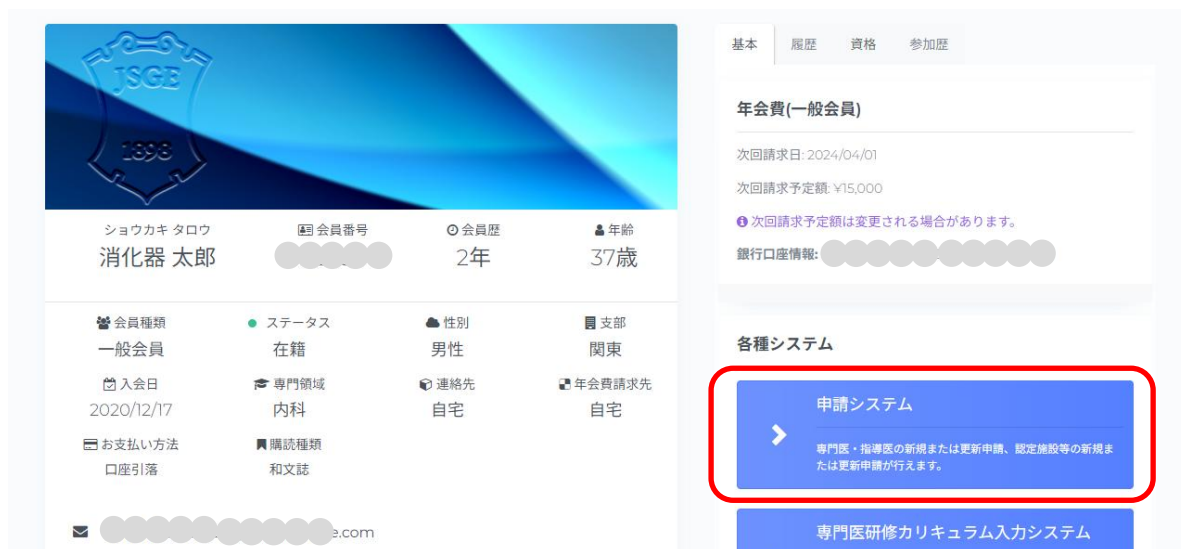 JSGE
1898
ショウカキ タロウ
会員番号
会員歴
年齢
消化器 太郎
2年
37歳
会員種類
ステータス
性別
支部
一般会員
在籍
男性
関東
入会日
専門領域
連絡先
年会費請求先
2020/12/17
内科
自宅
自宅
お支払い方法
購読種類
口座引落
和文誌
e.com
基本
履歴
資格
参加歴
年会費(一般会員)
次回請求日: 2024/04/01
次回請求予定額: ¥15,000
次回請求予定額は変更される場合があります。
銀行口座情報:
各種システム
申請システム
専門医・指導医の新規または更新申請、認定施設等の新規ま
たは更新申請が行えます。
専門医研修カリキュラム入力システム